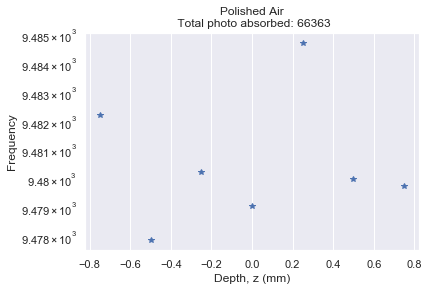 Polished Air
Total photo absorbed: 66363
9.485 × 10³
9.484 × 10³
9.483 × 10³
9.482 × 10³
9.481 × 10³
9.48 × 10³
9.479 × 10³
9.478 × 10³
Frequency
−0.8 −0.6 −0.4 −0.2 0.0 0.2 0.4 0.6 0.8
Depth, z (mm)